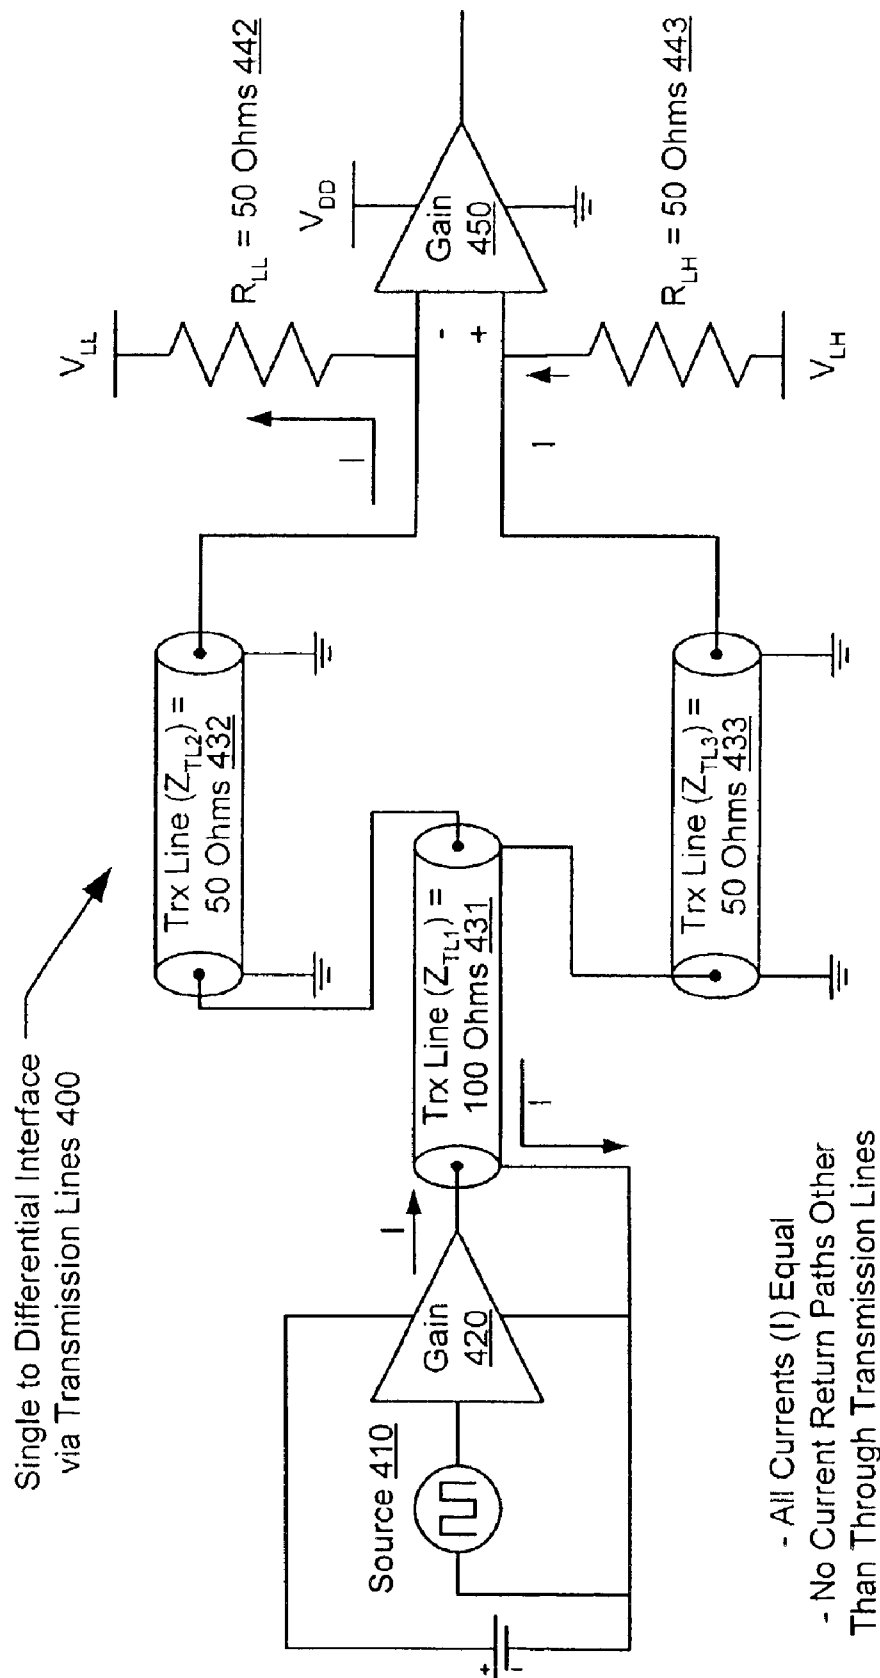 Single to Differential Interface
via Transmission Lines 400
V_LL
R_LL = 50 Ohms 442
V_DD
I
Trx Line (Z_TL2) =
50 Ohms 432
-
+
Gain
450
Source 410
Gain
420
I
Trx Line (Z_TL1) =
100 Ohms 431
I
I
R_LH = 50 Ohms 443
V_LH
Trx Line (Z_TL3) =
50 Ohms 433
+
-
- All Currents (I) Equal
- No Current Return Paths Other
Than Through Transmission Lines